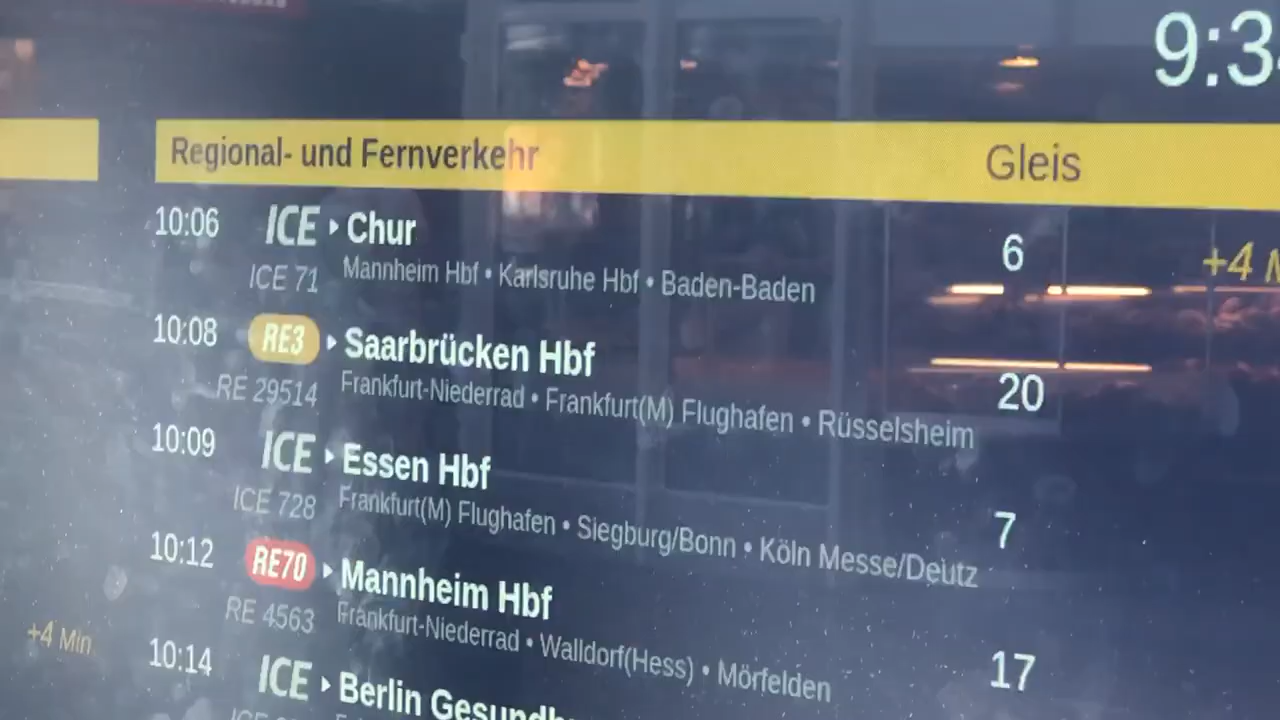 9:3
Regional- und Fernverkehr Gleis
10:06 ICE Chur 6 +4 M
ICE 71 Mannheim Hbf • Karlsruhe Hbf • Baden-Baden
10:08 RE3 Saarbrücken Hbf 20
RE 29514 Frankfurt-Niederrad • Frankfurt(M) Flughafen • Rüsselsheim
10:09 ICE Essen Hbf 7
ICE 728 Frankfurt(M) Flughafen • Siegburg/Bonn • Köln Messe/Deutz
10:12 RE70 Mannheim Hbf 17
RE 4563 Frankfurt-Niederrad • Walldorf(Hess) • Mörfelden
+4 Min
10:14 ICE Berlin Gesundb
ICE